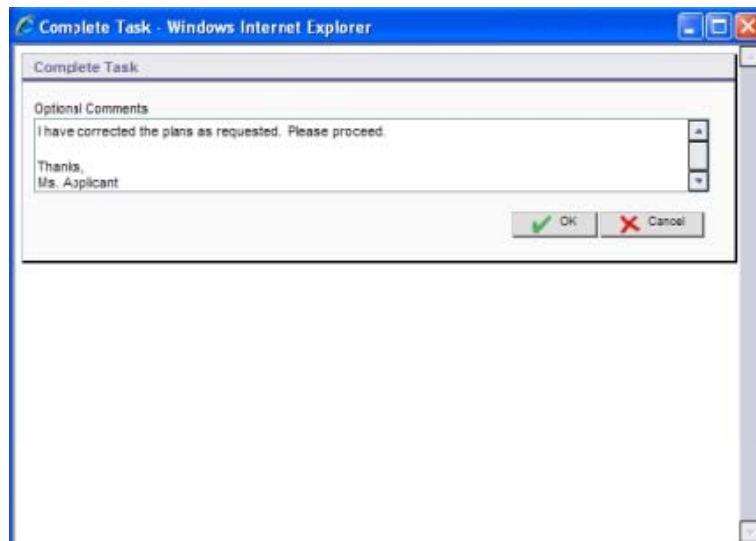 Complete Task - Windows Internet Explorer
Complete Task
Optional Comments
I have corrected the plans as requested. Please proceed.
Thanks,
Ms. Applicant
OK
Cancel